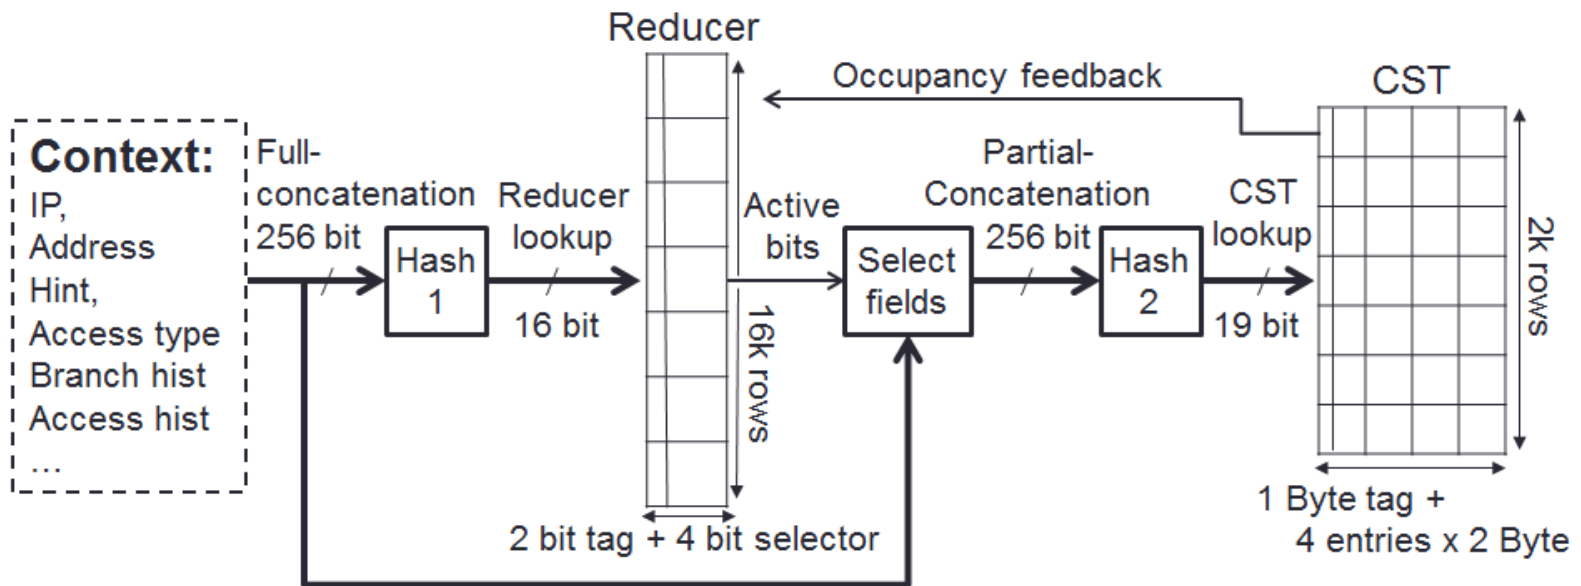 Reducer
Occupancy feedback
CST
Context:
IP,
Address
Hint,
Access type
Branch hist
Access hist
...
Full-
concatenation
256 bit
Hash
1
Reducer
lookup
16 bit
16k rows
2 bit tag + 4 bit selector
Active
bits
Select
fields
Partial-
Concatenation
256 bit
Hash
2
CST
lookup
19 bit
2k rows
1 Byte tag +
4 entries x 2 Byte